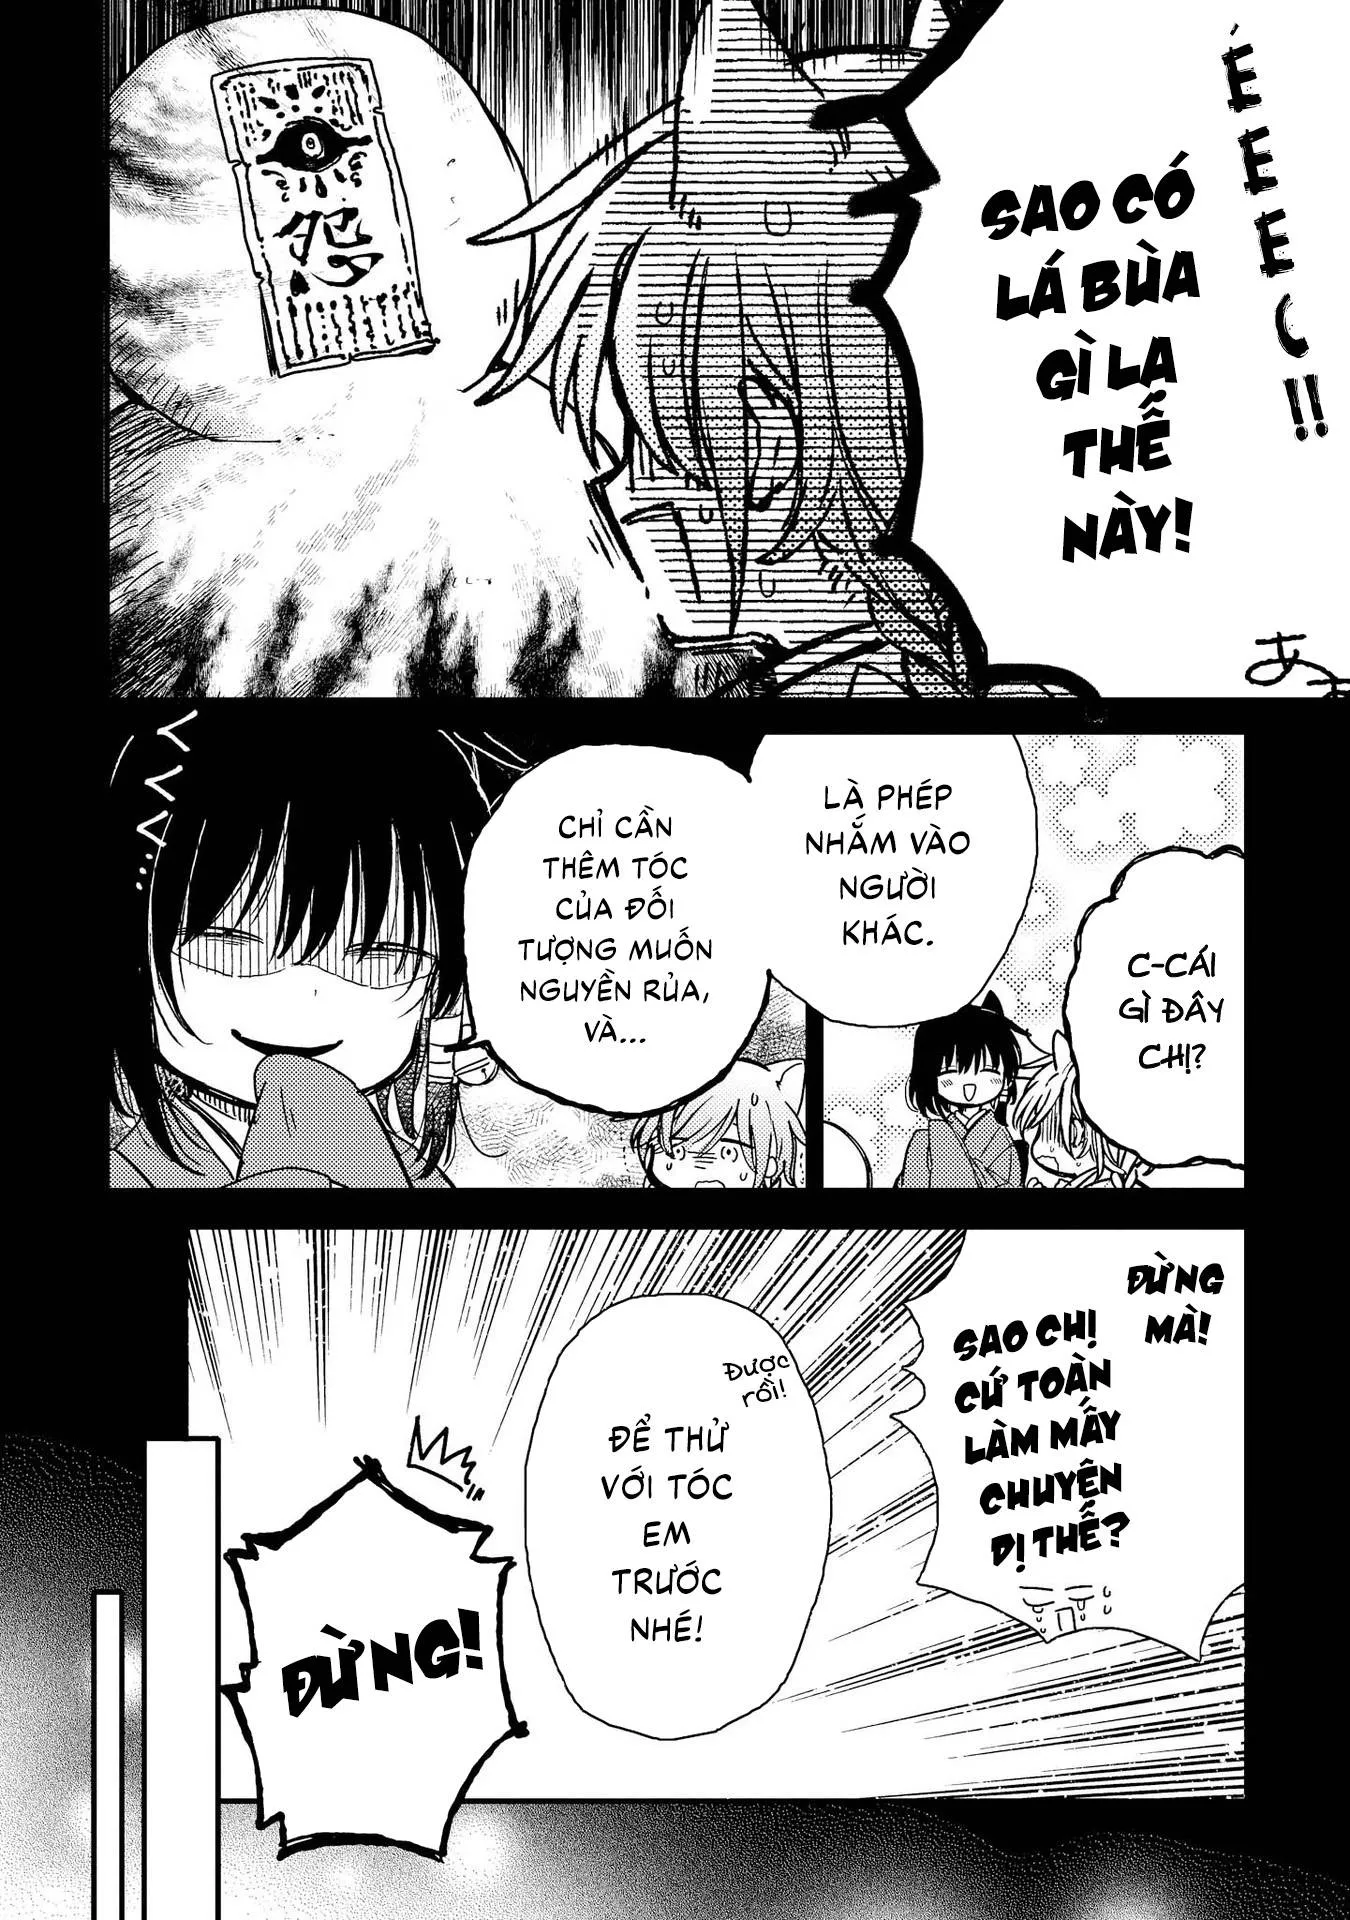 É
E
E
E
C
!!
SAO CÓ
LÁ BÙA
GÌ LẠ
THẾ
NÀY!
怨
あ
C-CÁI
GÌ ĐÂY
CHỊ?
LÀ PHÉP
NHẮM VÀO
NGƯỜI
KHÁC.
CHỈ CẦN
THÊM TÓC
CỦA ĐỐI
TƯỢNG MUỐN
NGUYỀN RỦA,
VÀ...
ĐỪNG
MÀ!
SAO CHỊ
CỨ TOÀN
LÀM MẤY
CHUYỆN
DỊ THẾ?
Được
rồi!
ĐỂ THỬ
VỚI TÓC
EM
TRƯỚC
NHÉ!
ĐỪNG!